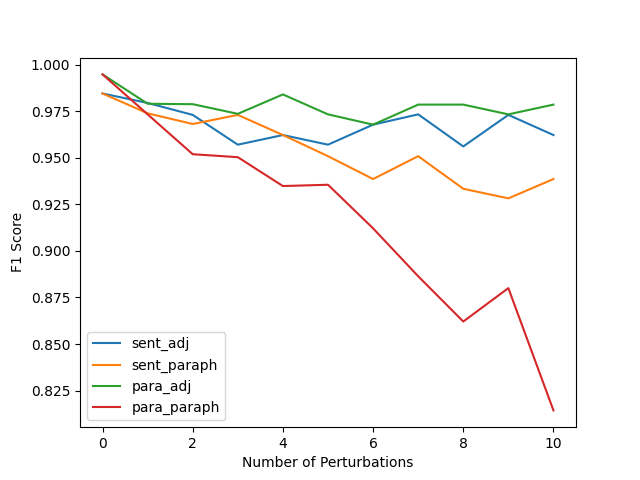 1.000
0.975
0.950
0.925
0.900
0.875
0.850
0.825
F1 Score
sent_adj
sent_paraph
para_adj
para_paraph
0 2 4 6 8 10
Number of Perturbations